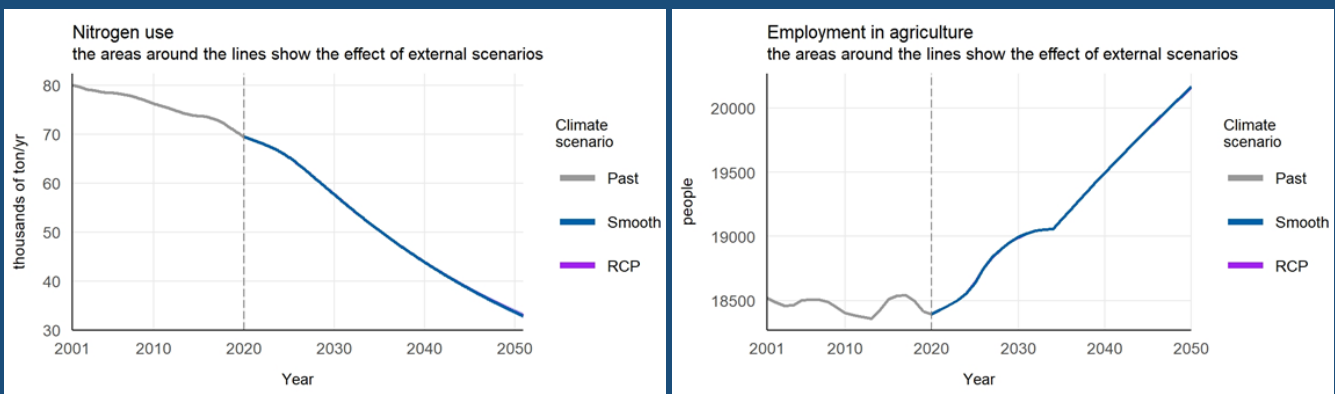 Nitrogen use
the areas around the lines show the effect of external scenarios
thousands of ton/yr
80
70
60
50
40
30
2001 2010 2020 2030 2040 2050
Year
Climate
scenario
Past
Smooth
RCP
Employment in agriculture
the areas around the lines show the effect of external scenarios
people
20000
19500
19000
18500
2001 2010 2020 2030 2040 2050
Year
Climate
scenario
Past
Smooth
RCP